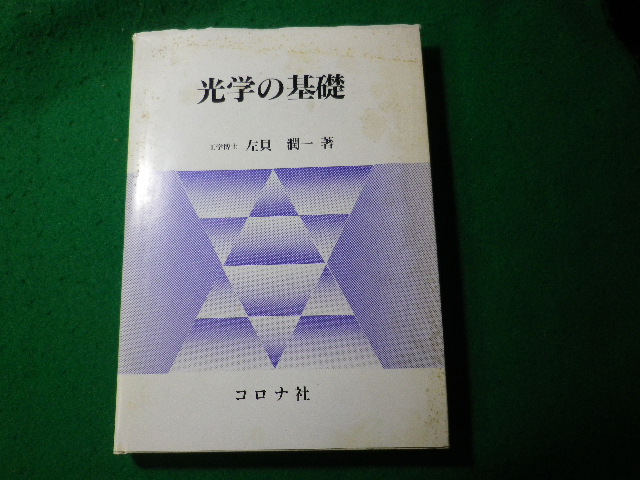 光学の基礎
工学博士 左貝 潤一 著
コロナ社